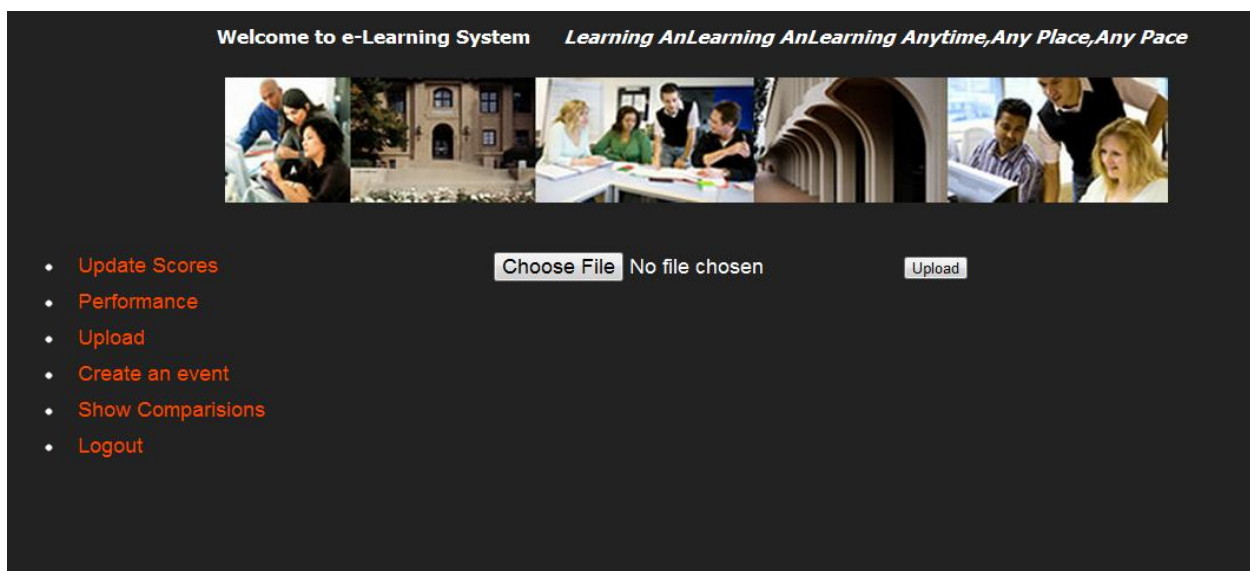 Welcome to e-Learning System Learning AnLearning AnLearning Anytime,Any Place,Any Pace
Update Scores
Choose File No file chosen Upload
Performance
Upload
Create an event
Show Comparisions
Logout